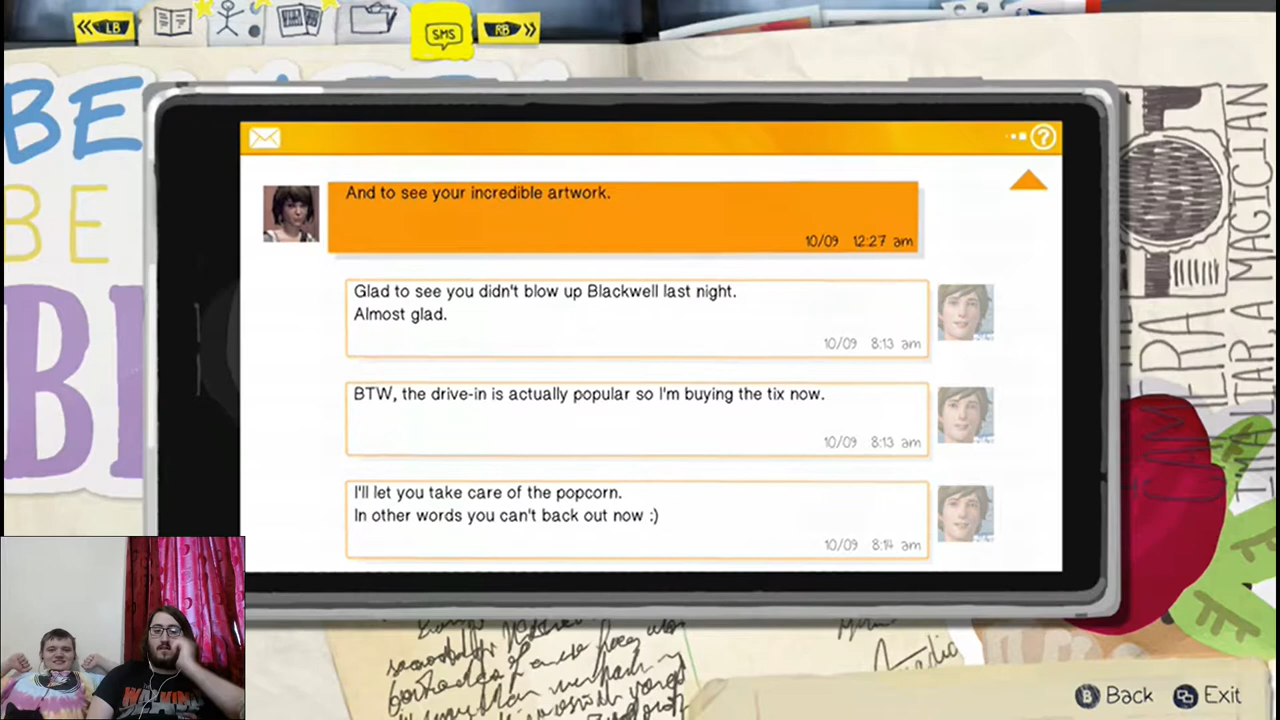 LB
SMS
RB
BE
BE
B
?
And to see your incredible artwork.
10/09 12:27 am
Glad to see you didn't blow up Blackwell last night.
Almost glad.
10/09 8:13 am
BTW, the drive-in is actually popular so I'm buying the tix now.
10/09 8:13 am
I'll let you take care of the popcorn.
In other words you can't back out now :)
10/09 8:14 am
MAGICIAN
WALKIN
B Back
Exit